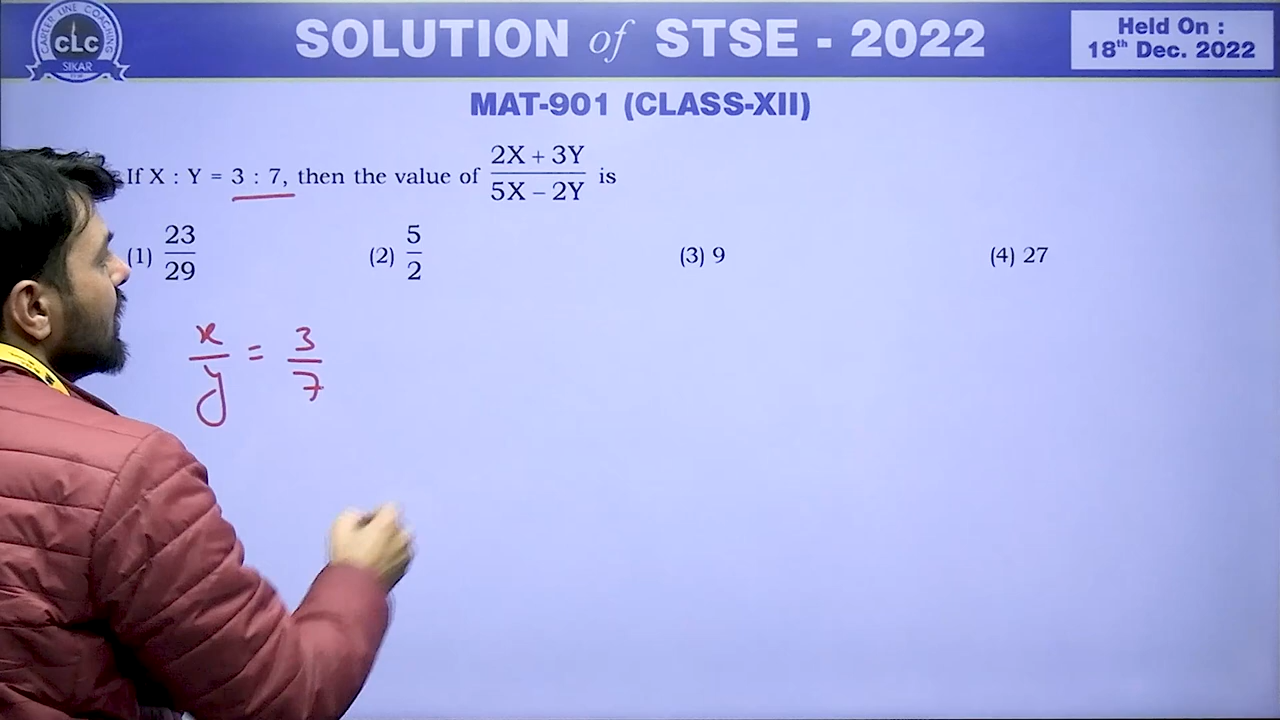 CAREER LINE COACHING
CLC
SIKAR
SOLUTION of STSE - 2022
Held On :
18th Dec. 2022
MAT-901 (CLASS-XII)
If X : Y = 3 : 7, then the value of (2X + 3Y)/(5X – 2Y) is
(1) 23/29 (2) 5/2 (3) 9 (4) 27
x/y = 3/7